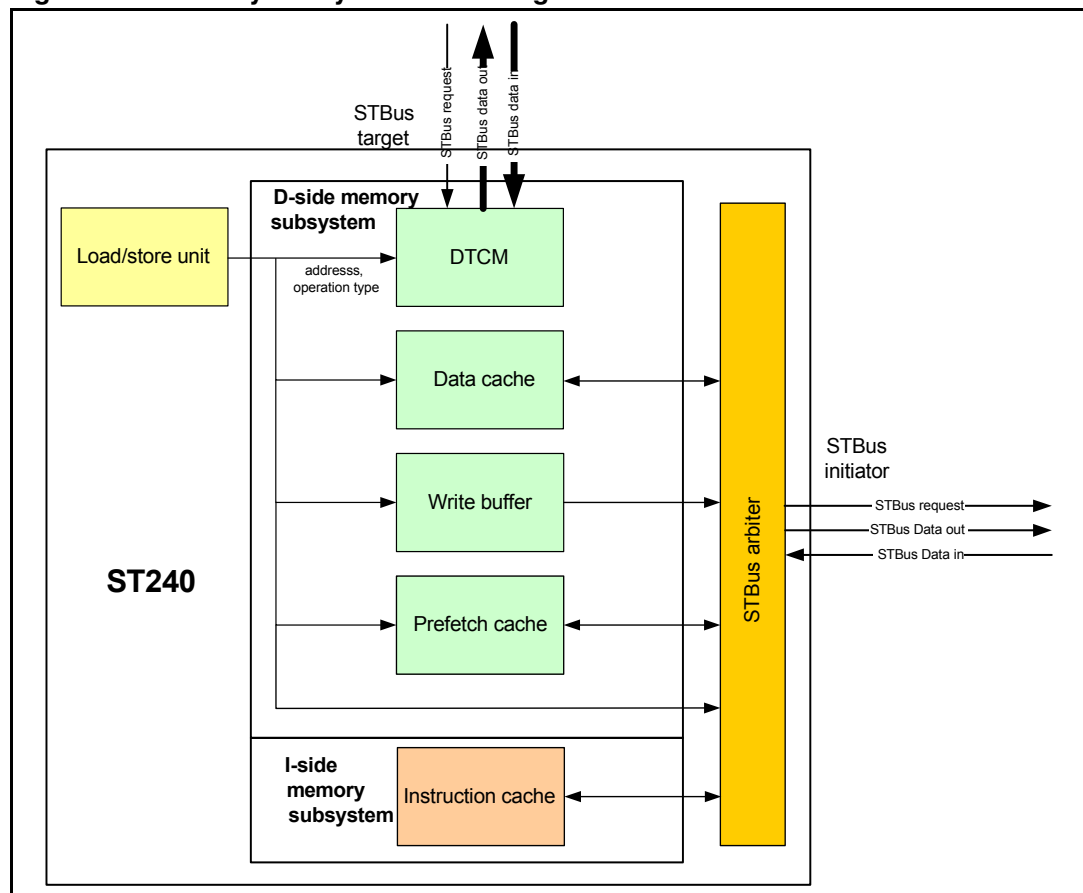 STBus
target
STBus request
STBus data out
STBus data in
D-side memory
subsystem
Load/store unit
DTCM
addresss,
operation type
Data cache
STBus
initiator
Write buffer
STBus arbiter
STBus request
STBus Data out
STBus Data in
ST240
Prefetch cache
I-side
memory
subsystem
Instruction cache